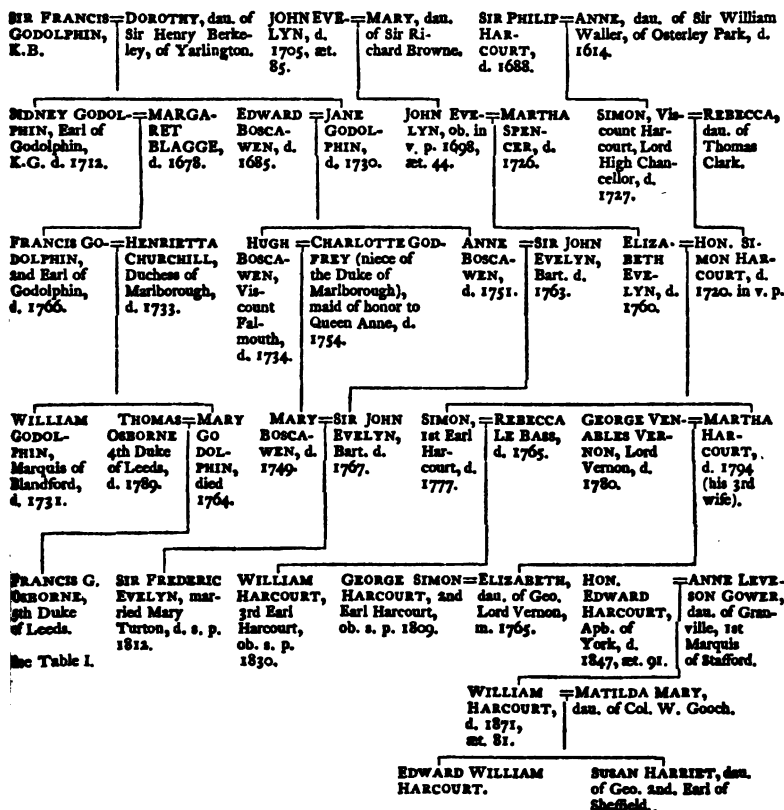 SIR FRANCIS=
GODOLPHIN,
K.B.
DOROTHY, dau. of
Sir Henry Berke-
ley, of Yarlington.
JOHN EVE-=
LYN, d.
1705, æt.
85.
MARY, dau.
of Sir Ri-
chard Browne.
SIR PHILIP=
HAR-
COURT,
d. 1688.
ANNE, dau. of Sir William
Waller, of Osterley Park, d.
1614.
SIDNEY GODOL-=
PHIN, Earl of
Godolphin,
K.G. d. 1712.
MARGA-
RET
BLAGGE,
d. 1678.
EDWARD=
BOSCA-
WEN, d.
1685.
JANE
GODOL-
PHIN,
d. 1730.
JOHN EVE-=
LYN, ob. in
v. p. 1698,
æt. 44.
MARTHA
SPEN-
CER, d.
1726.
SIMON, Vis-=
count Har-
court, Lord
High Chan-
cellor, d.
1727.
REBECCA,
dau. of
Thomas
Clark.
FRANCIS GO-=
DOLPHIN,
and Earl of
Godolphin,
d. 1766.
HENRIETTA
CHURCHILL,
Duchess of
Marlborough,
d. 1733.
HUGH=
BOSCA-
WEN,
Vis-
count
Fal-
mouth,
d. 1734.
CHARLOTTE GOD-
FREY (niece of
the Duke of
Marlborough),
maid of honor to
Queen Anne, d.
1754.
ANNE=
BOSCA-
WEN,
d. 1751.
SIR JOHN
EVELYN,
Bart. d.
1763.
ELIZA-=
BETH
EVE-
LYN, d.
1760.
HON. SI-
MON HAR-
COURT, d.
1720. in v. p.
WILLIAM
GODOL-
PHIN,
Marquis of
Blandford,
d. 1731.
THOMAS=
OSBORNE
4th Duke
of Leeds,
d. 1789.
MARY
GO
DOL-
PHIN,
died
1764.
MARY=
BOSCA-
WEN, d.
1749.
SIR JOHN
EVELYN,
Bart. d.
1767.
SIMON,=
1st Earl
Har-
court, d.
1777.
REBECCA
LE BASS,
d. 1765.
GEORGE VEN-=
ABLES VER-
NON, Lord
Vernon, d.
1780.
MARTHA
HAR-
COURT,
d. 1794
(his 3rd
wife).
FRANCIS G.
OSBORNE,
5th Duke
of Leeds.
See Table I.
SIR FREDERIC
EVELYN, mar-
ried Mary
Turton, d. s. p.
1812.
WILLIAM
HARCOURT,
3rd Earl
Harcourt,
ob. s. p.
1830.
GEORGE SIMON=
HARCOURT, and
Earl Harcourt,
ob. s. p. 1809.
ELIZABETH,
dau. of Geo.
Lord Vernon,
m. 1765.
HON.=
EDWARD
HARCOURT,
Apb. of
York, d.
1847, æt. 91.
ANNE LEVE-
SON GOWER,
dau. of Gran-
ville, 1st
Marquis
of Stafford.
WILLIAM=
HARCOURT,
d. 1871,
æt. 81.
MATILDA MARY,
dau. of Col. W. Gooch.
EDWARD WILLIAM
HARCOURT.
SUSAN HARRIET, dau.
of Geo. and. Earl of
Sheffield.